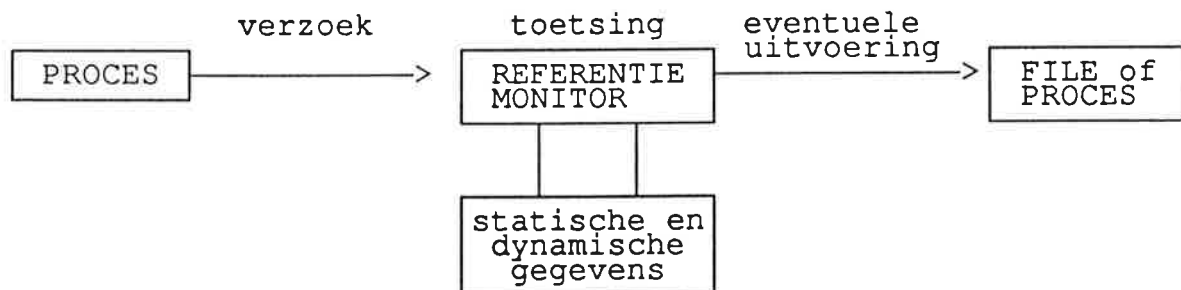 verzoek
toetsing
eventuele
uitvoering
PROCES
REFERENTIE
MONITOR
FILE of
PROCES
statische en
dynamische
gegevens